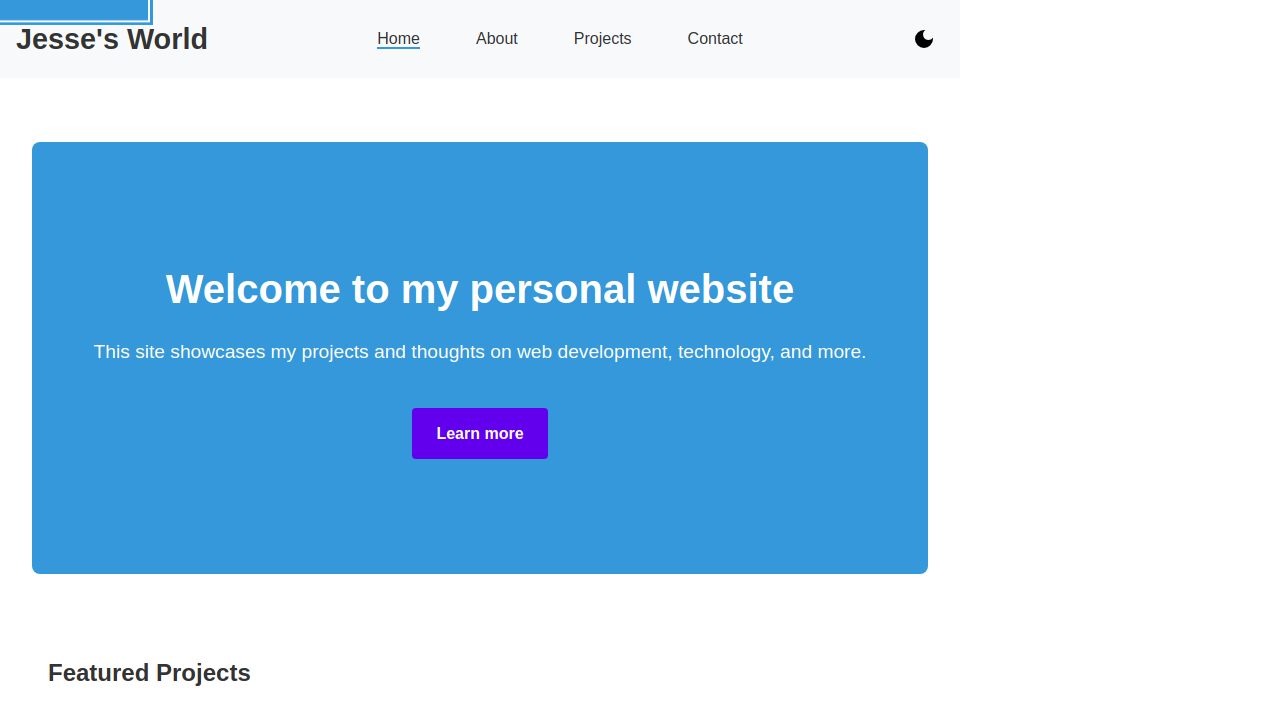 Jesse's World
Home
About
Projects
Contact
Welcome to my personal website
This site showcases my projects and thoughts on web development, technology, and more.
Learn more
Featured Projects